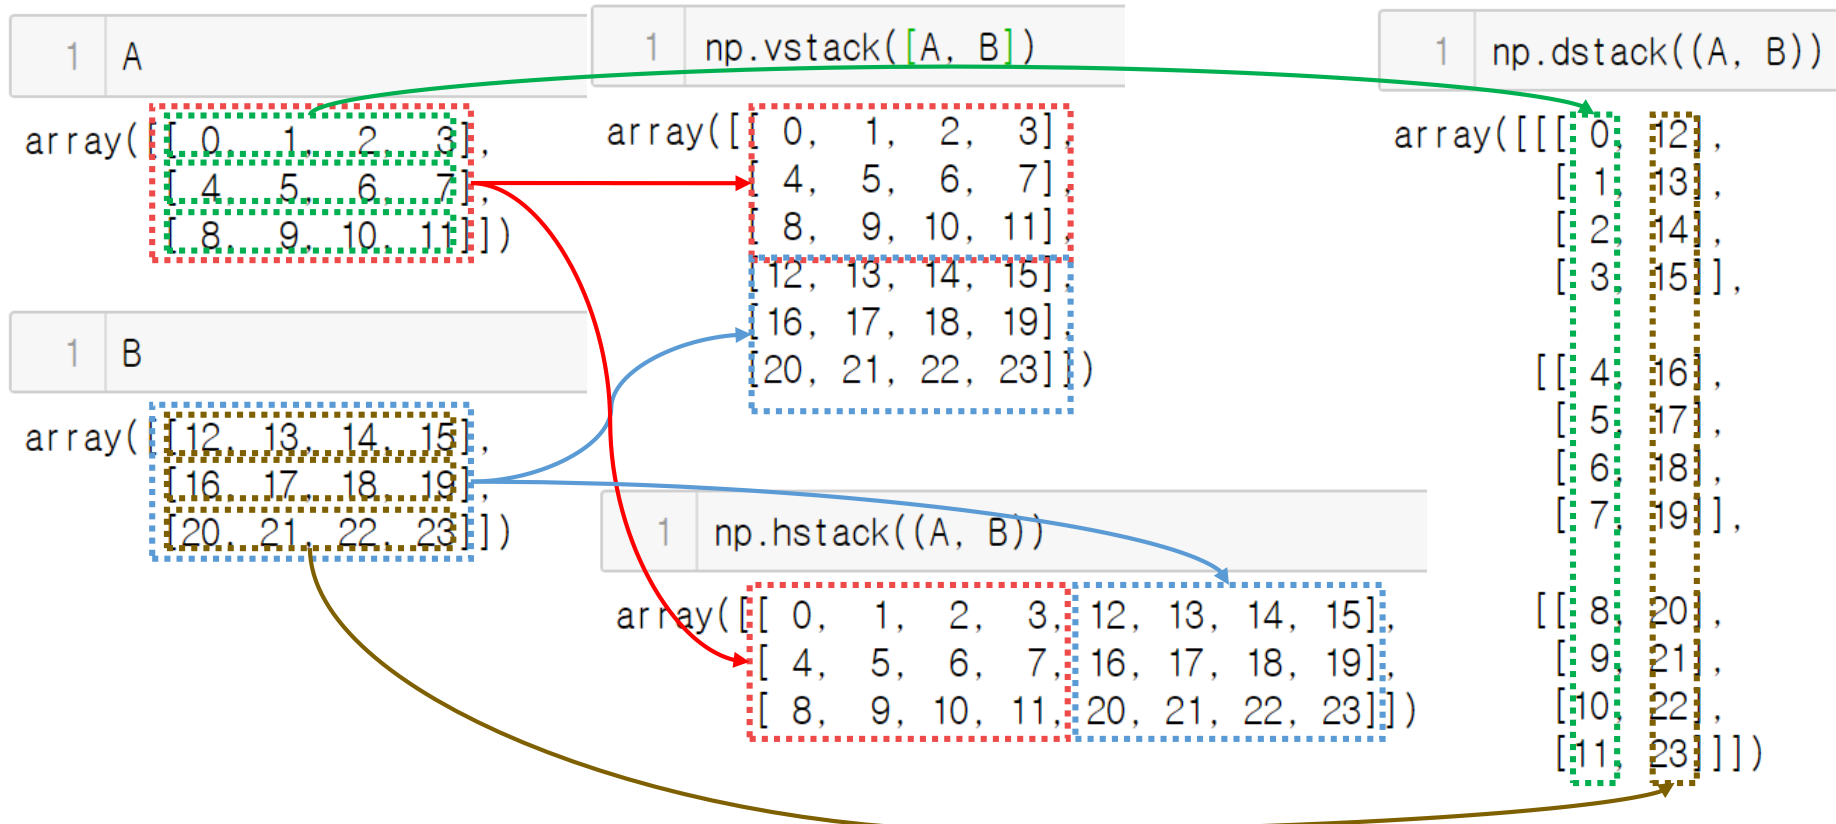 1 A
array([[ 0, 1, 2, 3],
[ 4, 5, 6, 7],
[ 8, 9, 10, 11]])
1 B
array([[12, 13, 14, 15],
[16, 17, 18, 19],
[20, 21, 22, 23]])
1 np.vstack([A, B])
array([[ 0, 1, 2, 3],
[ 4, 5, 6, 7],
[ 8, 9, 10, 11],
[12, 13, 14, 15],
[16, 17, 18, 19],
[20, 21, 22, 23]])
1 np.hstack((A, B))
array([[ 0, 1, 2, 3, 12, 13, 14, 15],
[ 4, 5, 6, 7, 16, 17, 18, 19],
[ 8, 9, 10, 11, 20, 21, 22, 23]])
1 np.dstack((A, B))
array([[[ 0, 12],
[ 1, 13],
[ 2, 14],
[ 3, 15]],
[[ 4, 16],
[ 5, 17],
[ 6, 18],
[ 7, 19]],
[[ 8, 20],
[ 9, 21],
[10, 22],
[11, 23]]])